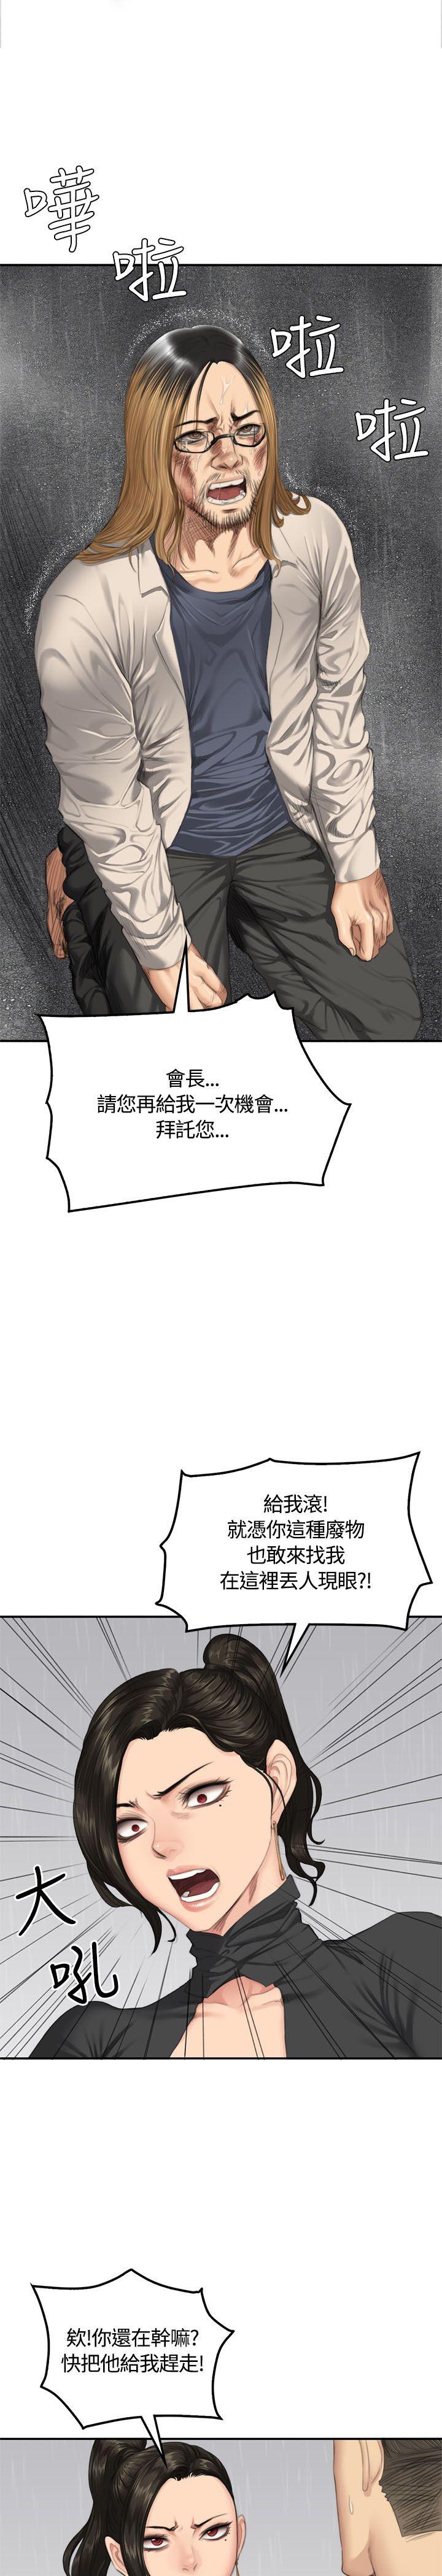 嘩
啦
啦
啦
會長...
請您再給我一次機會...
拜託您...
給我滾!
就憑你這種廢物
也敢來找我
在這裡丟人現眼?!
大
吼
欸!你還在幹嘛?
快把他給我趕走!